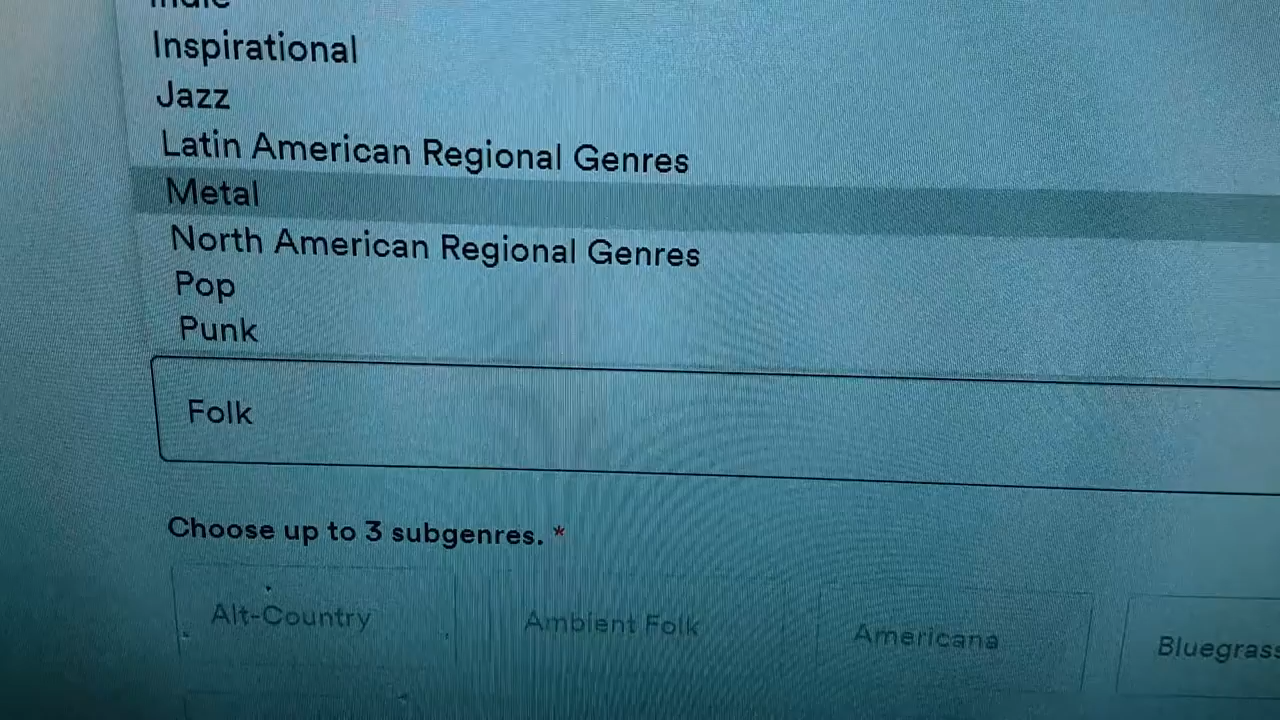 Indie
Inspirational
Jazz
Latin American Regional Genres
Metal
North American Regional Genres
Pop
Punk
Folk
Choose up to 3 subgenres. *
Alt-Country
Ambient Folk
Americana
Bluegrass